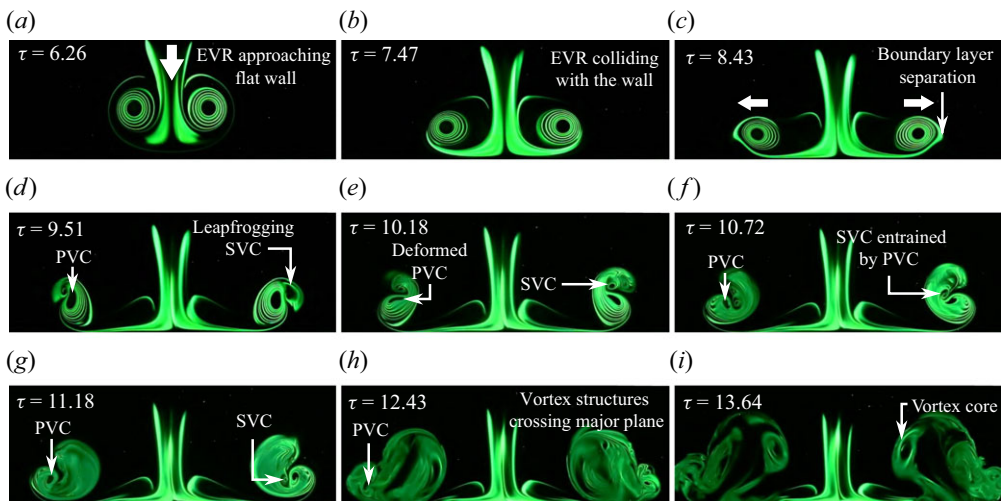 (a)
τ = 6.26
EVR approaching
flat wall
(b)
τ = 7.47
EVR colliding
with the wall
(c)
τ = 8.43
Boundary layer
separation
(d)
τ = 9.51
PVC
Leapfrogging
SVC
(e)
τ = 10.18
Deformed
PVC
SVC
(f)
τ = 10.72
PVC
SVC entrained
by PVC
(g)
τ = 11.18
PVC
SVC
(h)
τ = 12.43
PVC
Vortex structures
crossing major plane
(i)
τ = 13.64
Vortex core